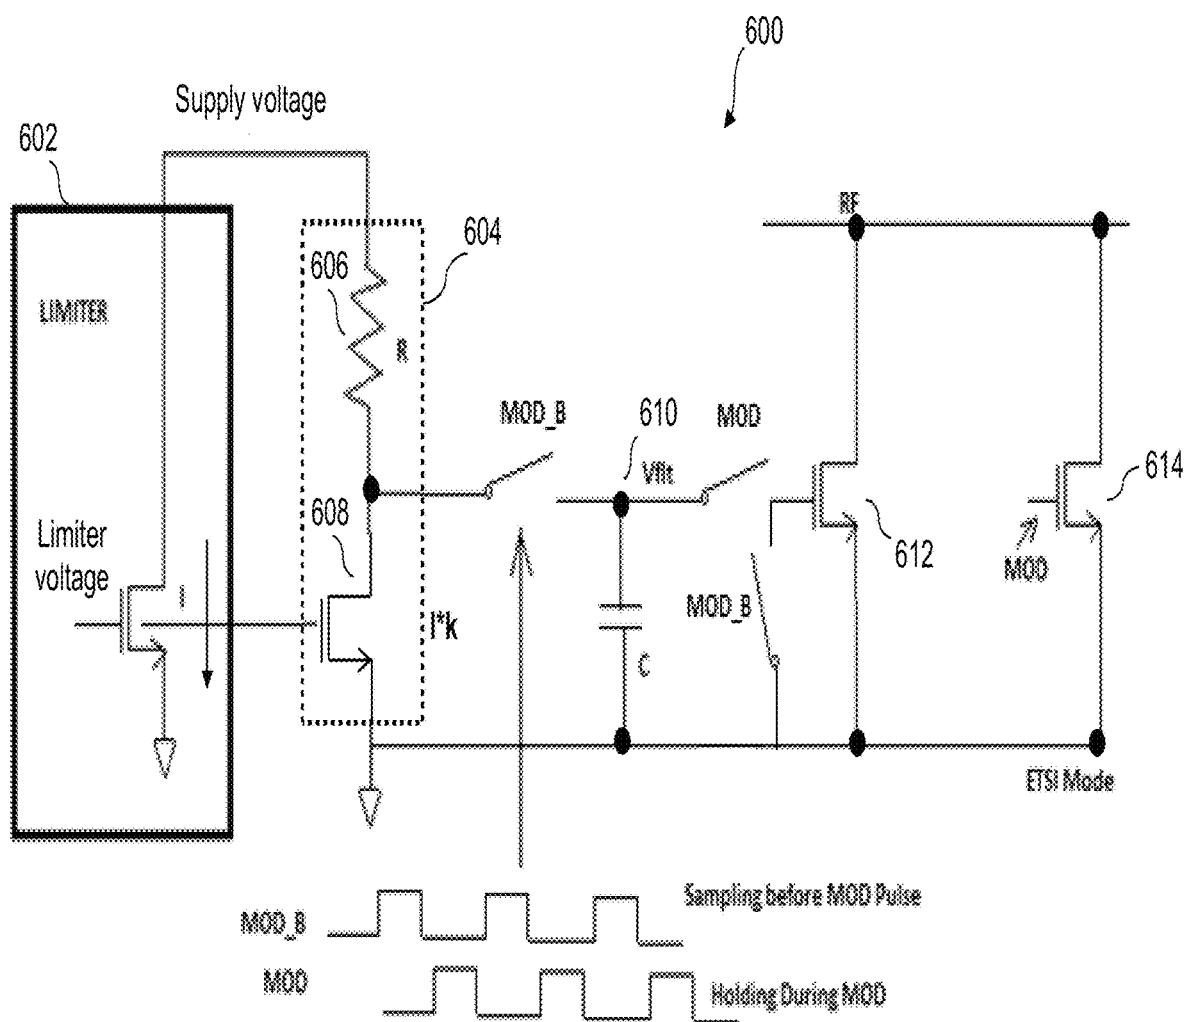 600
Supply voltage
602
RF
604
606
LIMITER
R
MOD_B
610
MOD
Vflt
614
608
Limiter
voltage
I
612
MOD
MOD_B
I*k
C
ETSI Mode
Sampling before MOD Pulse
MOD_B
MOD
Holding During MOD